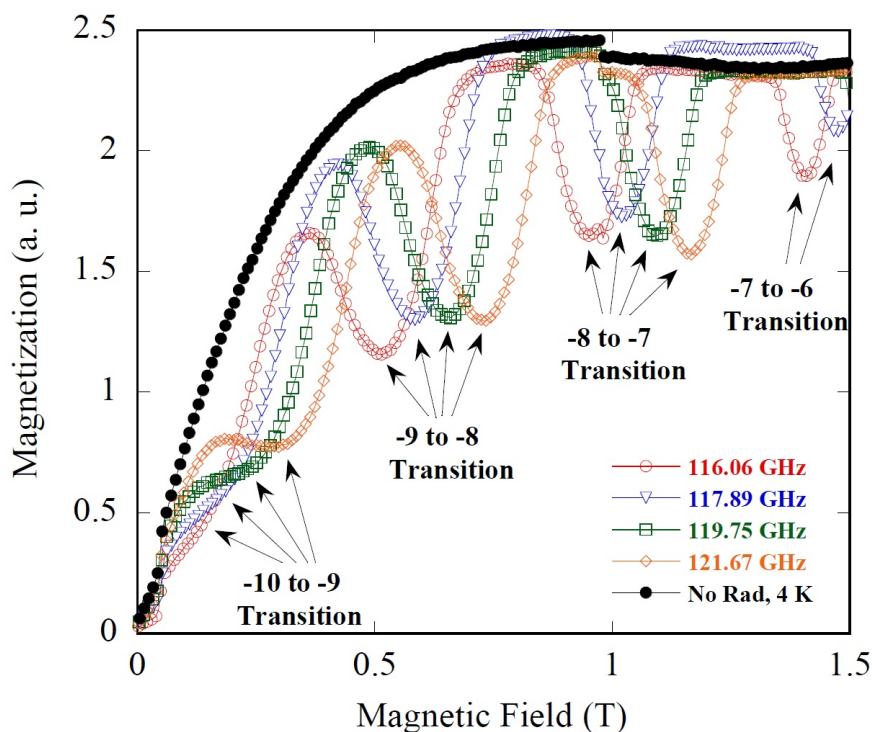 2.5
2
1.5
1
0.5
0
Magnetization (a. u.)
-7 to -6
Transition
-8 to -7
Transition
-9 to -8
Transition
-10 to -9
Transition
116.06 GHz
117.89 GHz
119.75 GHz
121.67 GHz
No Rad, 4 K
0
0.5
1
1.5
Magnetic Field (T)